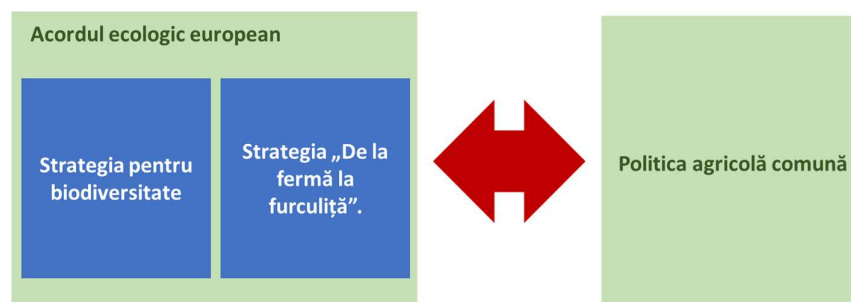 Acordul ecologic european
Strategia pentru
biodiversitate
Strategia „De la
fermă la
furculiță”.
Politica agricolă comună